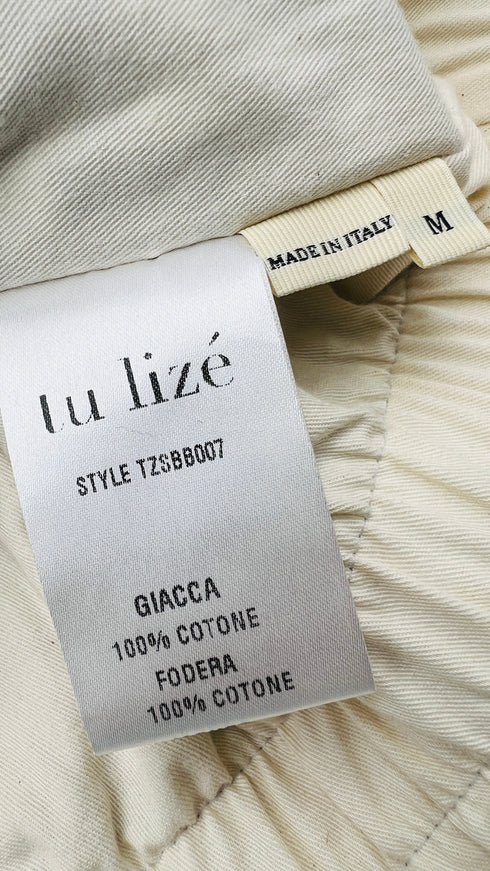 MADE IN ITALY
M
tu lizé
STYLE TZSBB007
GIACCA
100% COTONE
FODERA
100% COTONE